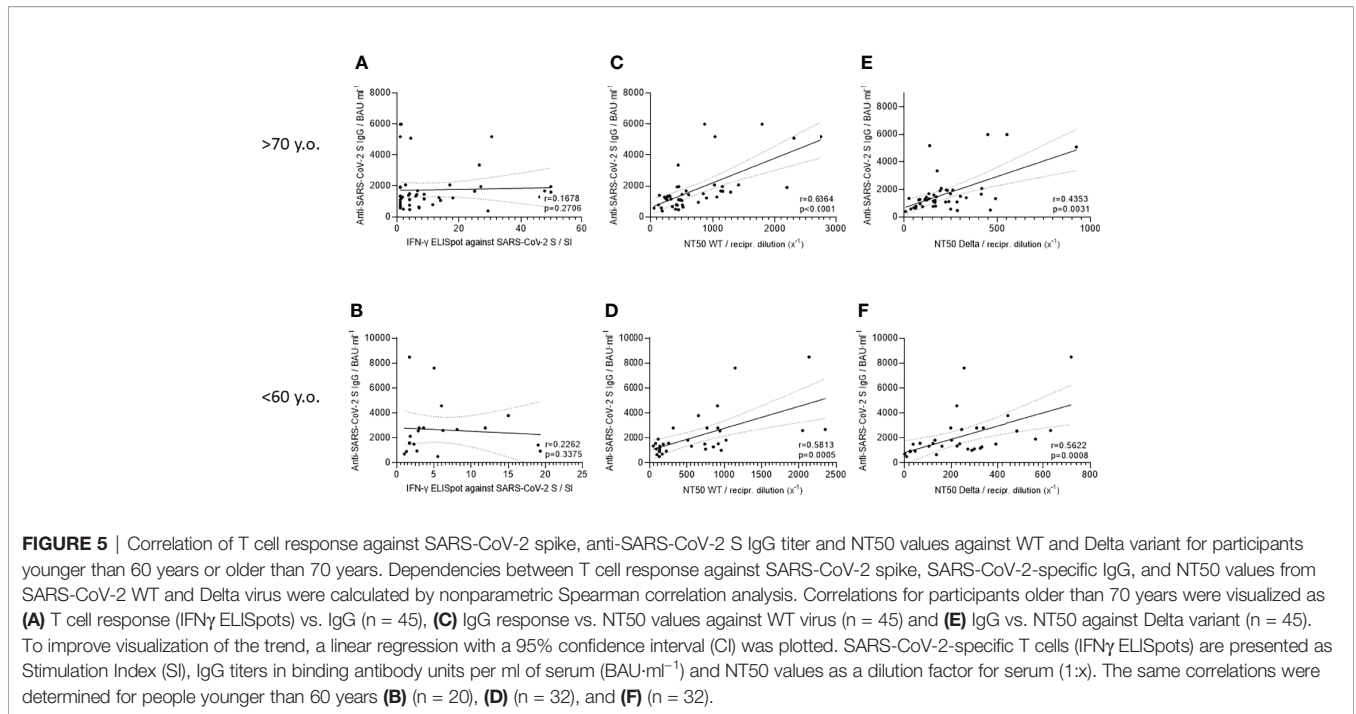 A
C
E
>70 y.o.
Anti-SARS-CoV-2 S IgG / BAU·ml⁻¹
8000
6000
4000
2000
0
0
20
40
60
r=0.1678
p=0.2706
IFN-γ ELISpot against SARS-CoV-2 S / SI
Anti-SARS-CoV-2 S IgG / BAU·ml⁻¹
8000
6000
4000
2000
0
0
1000
2000
3000
r=0.6364
p<0.0001
NT50 WT / recipr. dilution (x⁻¹)
Anti-SARS-CoV-2 S IgG / BAU·ml⁻¹
8000
6000
4000
2000
0
0
500
1000
r=0.4353
p=0.0031
NT50 Delta / recipr. dilution (x⁻¹)
B
D
F
<60 y.o.
Anti-SARS-CoV-2 S IgG / BAU·ml⁻¹
10000
8000
6000
4000
2000
0
0
5
10
15
20
25
r=0.2262
p=0.3375
IFN-γ ELISpot against SARS-CoV-2 S / SI
Anti-SARS-CoV-2 S IgG / BAU·ml⁻¹
10000
8000
6000
4000
2000
0
0
500
1000
1500
2000
2500
r=0.5813
p=0.0005
NT50 WT / recipr. dilution (x⁻¹)
Anti-SARS-CoV-2 S IgG / BAU·ml⁻¹
10000
8000
6000
4000
2000
0
0
200
400
600
800
r=0.5622
p=0.0008
NT50 Delta / recipr. dilution (x⁻¹)
FIGURE 5 | Correlation of T cell response against SARS-CoV-2 spike, anti-SARS-CoV-2 S IgG titer and NT50 values against WT and Delta variant for participants
younger than 60 years or older than 70 years. Dependencies between T cell response against SARS-CoV-2 spike, SARS-CoV-2-specific IgG, and NT50 values from
SARS-CoV-2 WT and Delta virus were calculated by nonparametric Spearman correlation analysis. Correlations for participants older than 70 years were visualized as
(A) T cell response (IFNγ ELISpots) vs. IgG (n = 45), (C) IgG response vs. NT50 values against WT virus (n = 45) and (E) IgG vs. NT50 against Delta variant (n = 45).
To improve visualization of the trend, a linear regression with a 95% confidence interval (CI) was plotted. SARS-CoV-2-specific T cells (IFNγ ELISpots) are presented as
Stimulation Index (SI), IgG titers in binding antibody units per ml of serum (BAU·ml⁻¹) and NT50 values as a dilution factor for serum (1:x). The same correlations were
determined for people younger than 60 years (B) (n = 20), (D) (n = 32), and (F) (n = 32).